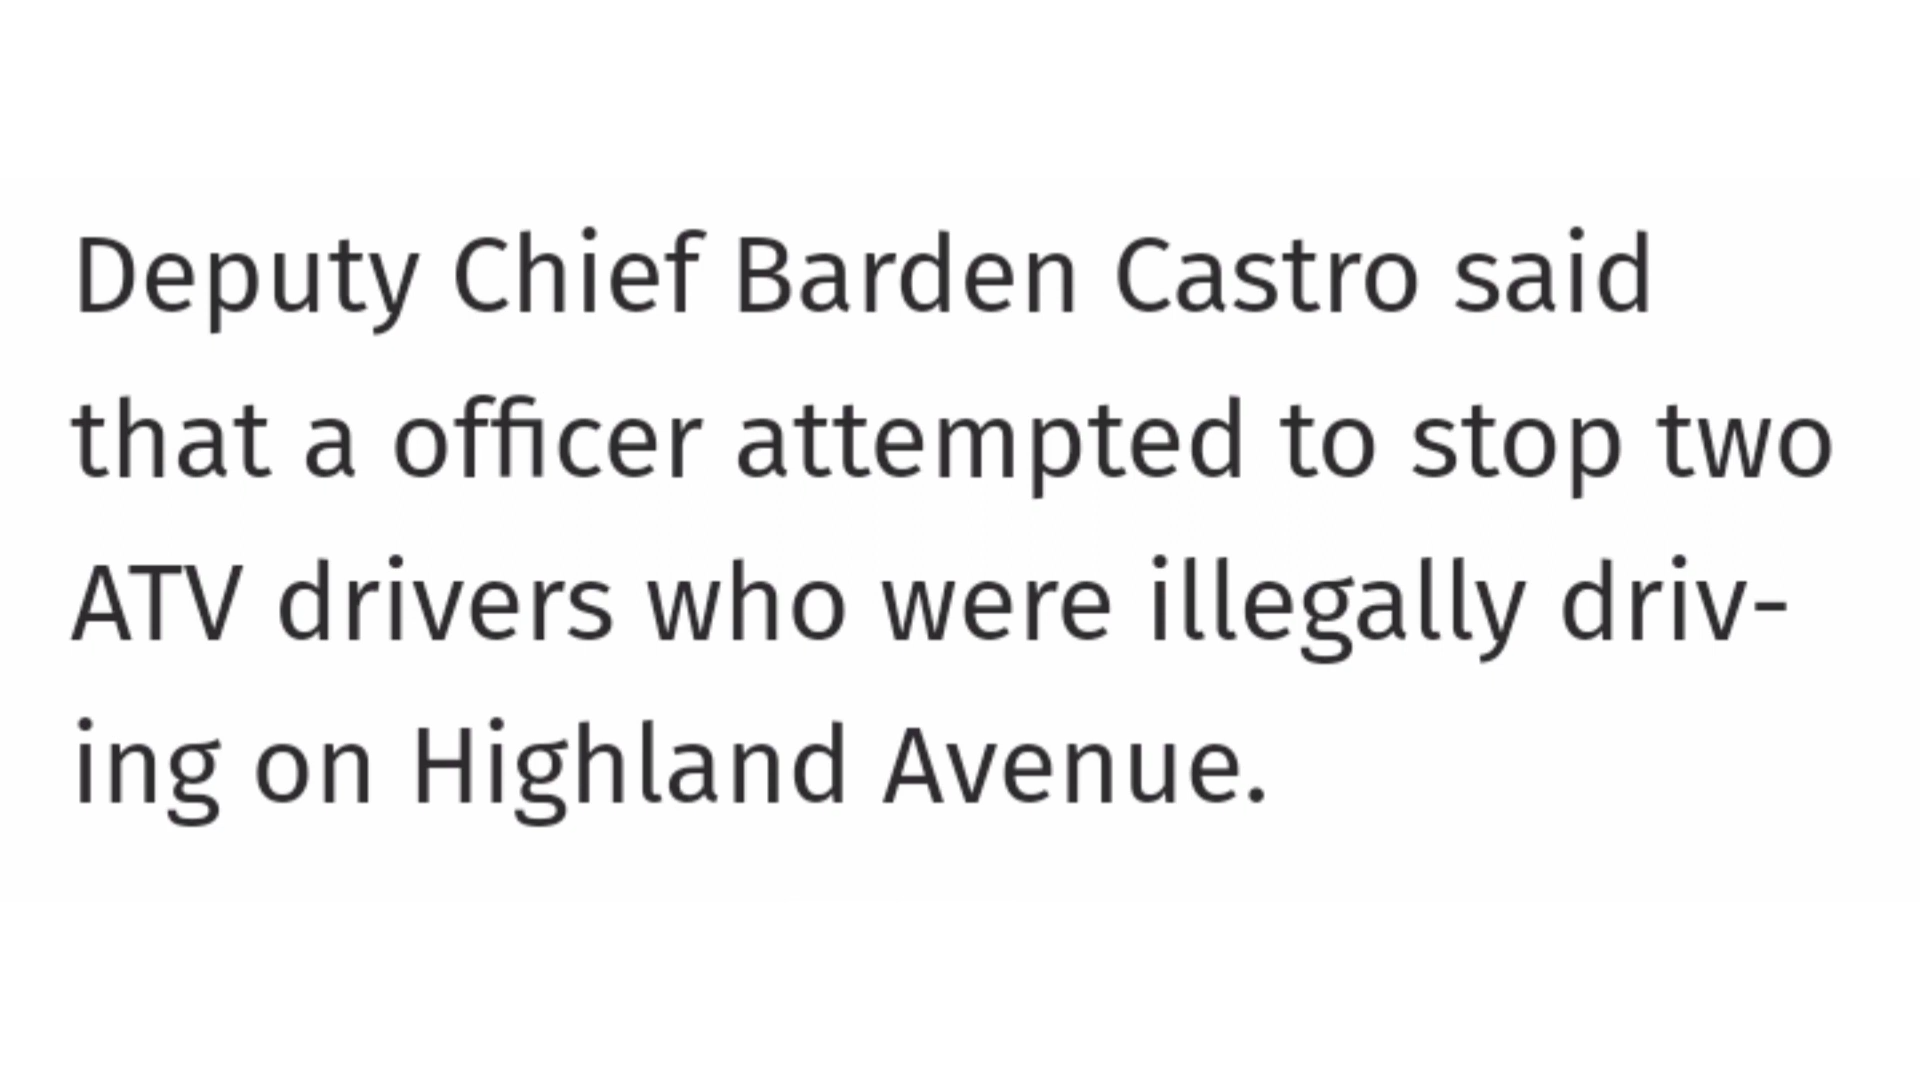 Deputy Chief Barden Castro said
that a officer attempted to stop two
ATV drivers who were illegally driv-
ing on Highland Avenue.